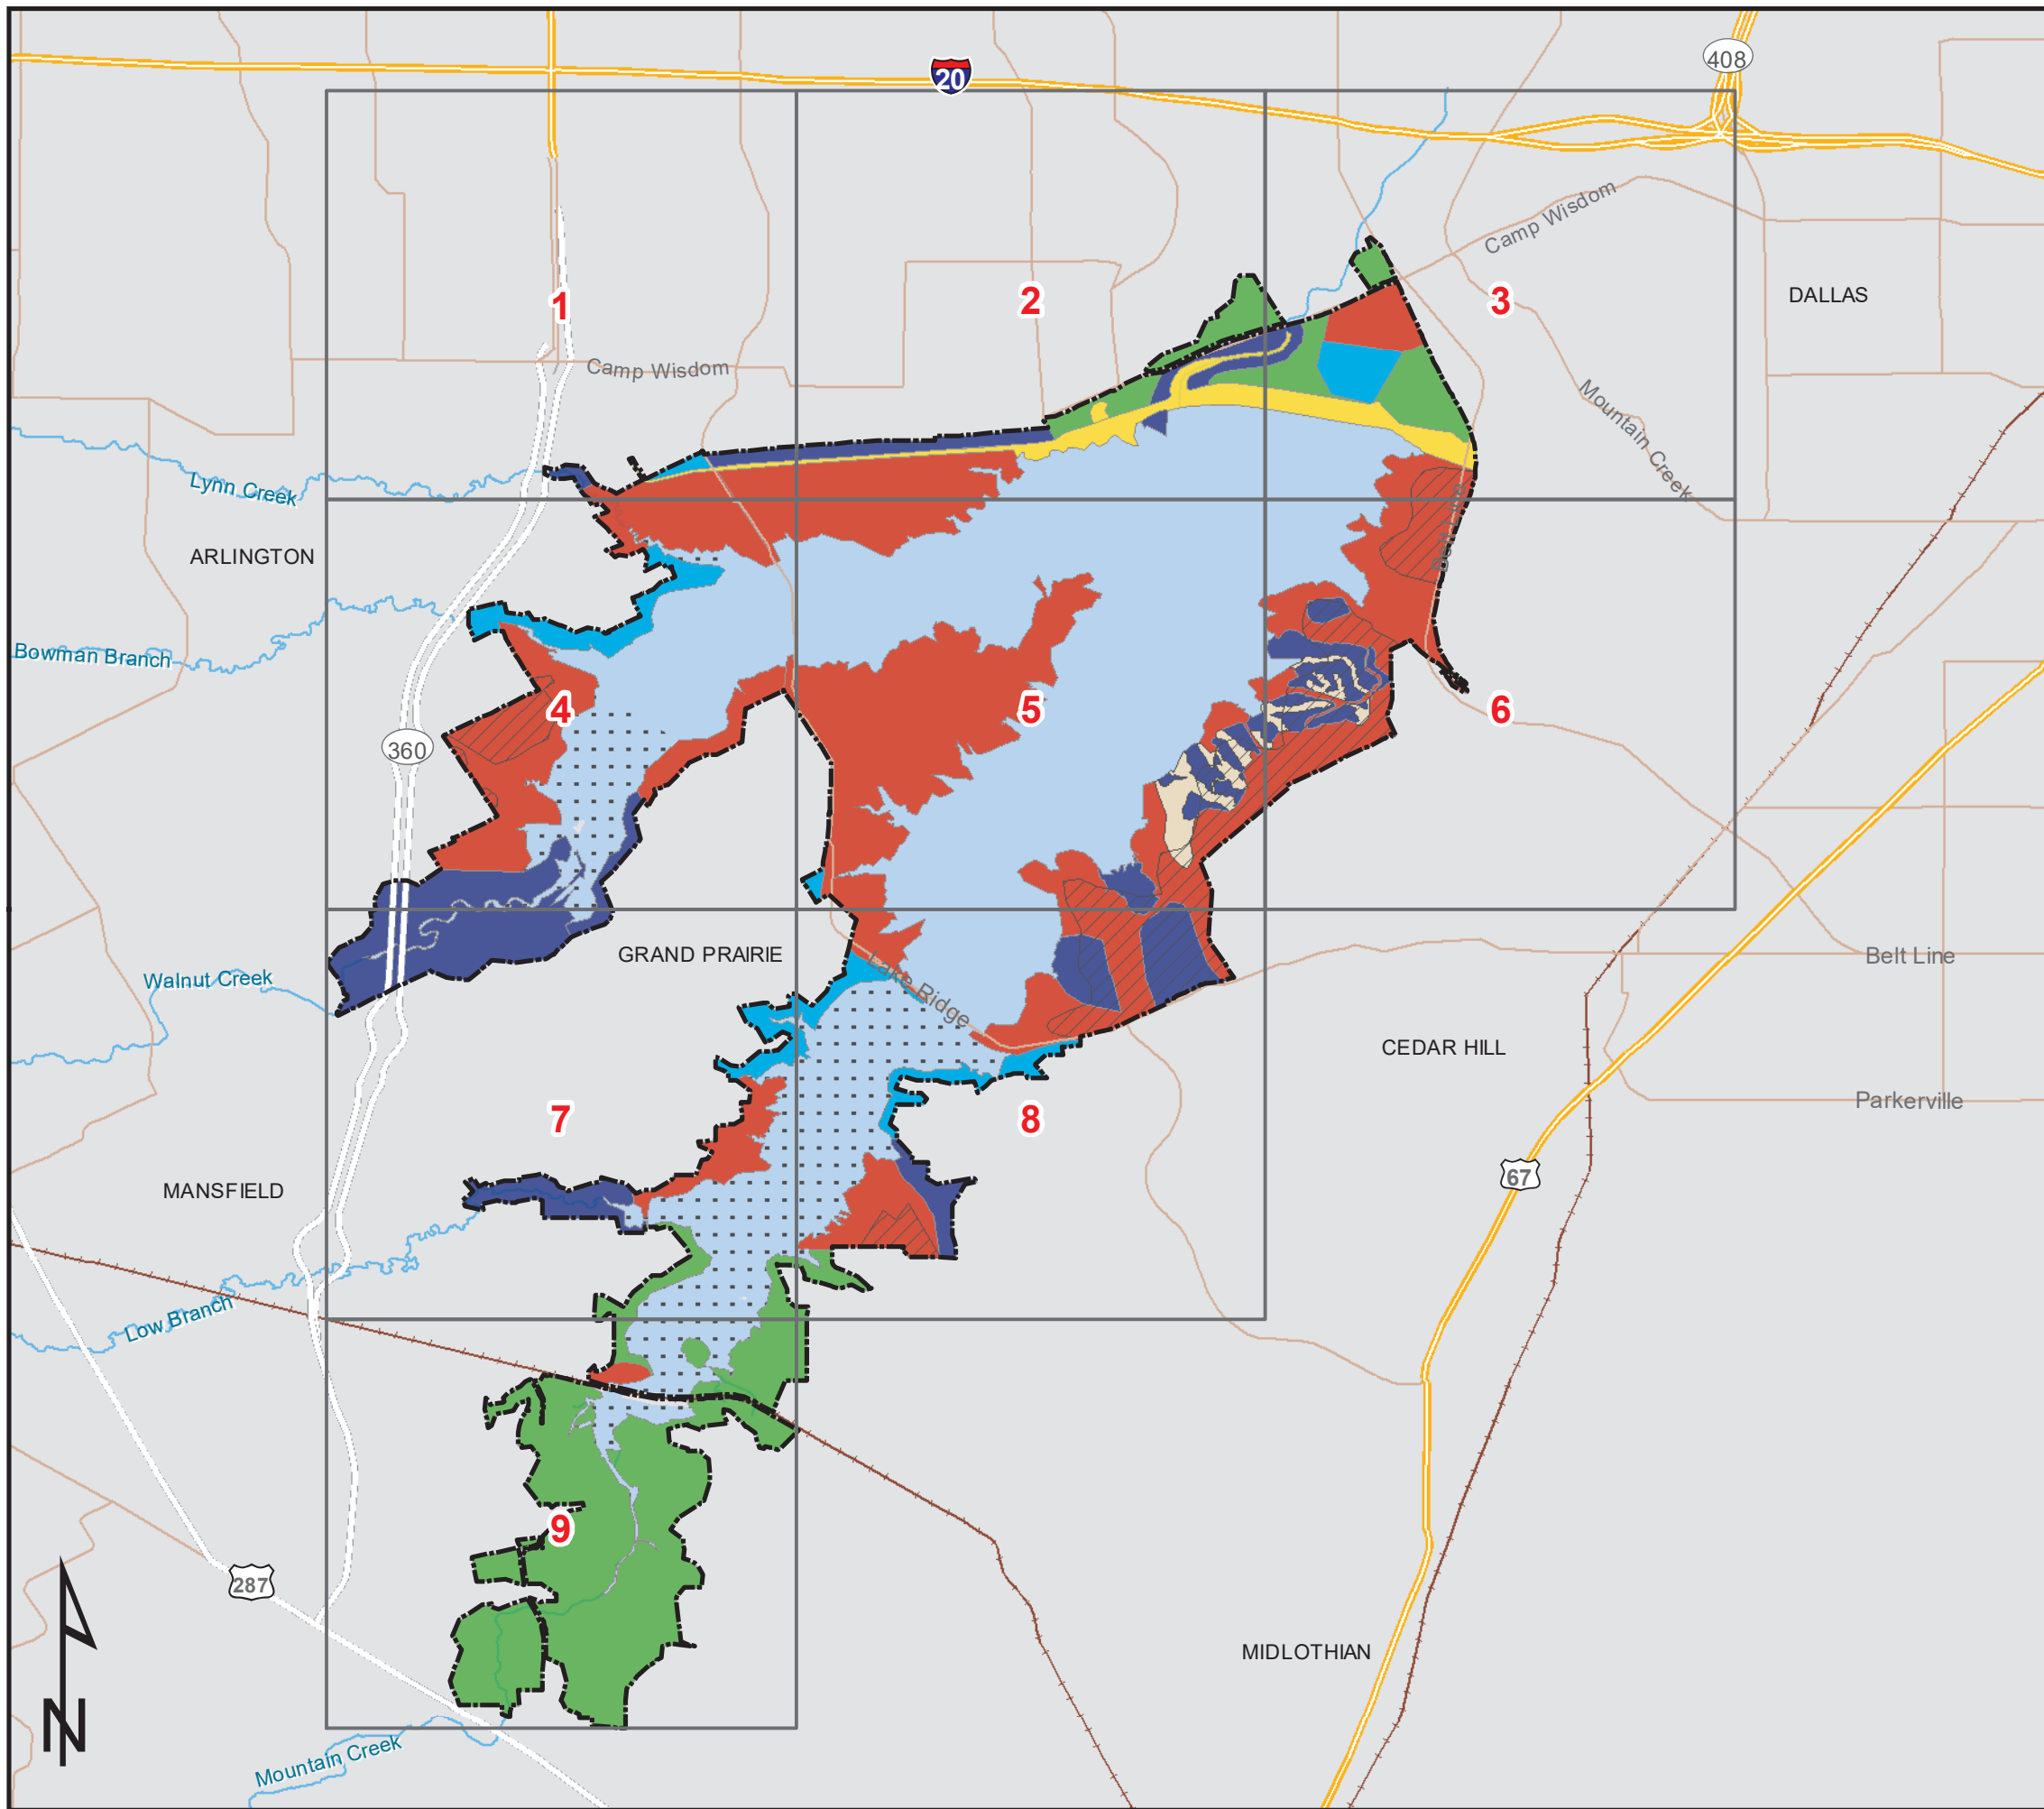 408
20
Camp Wisdom
1
2
3
DALLAS
Camp Wisdom
Mountain Creek
Lynn Creek
Belt Line
ARLINGTON
Bowman Branch
4
5
6
360
GRAND PRAIRIE
Belt Line
Walnut Creek
Lake Ridge
CEDAR HILL
Parkerville
7
8
67
MANSFIELD
Low Branch
9
287
MIDLOTHIAN
N
Mountain Creek